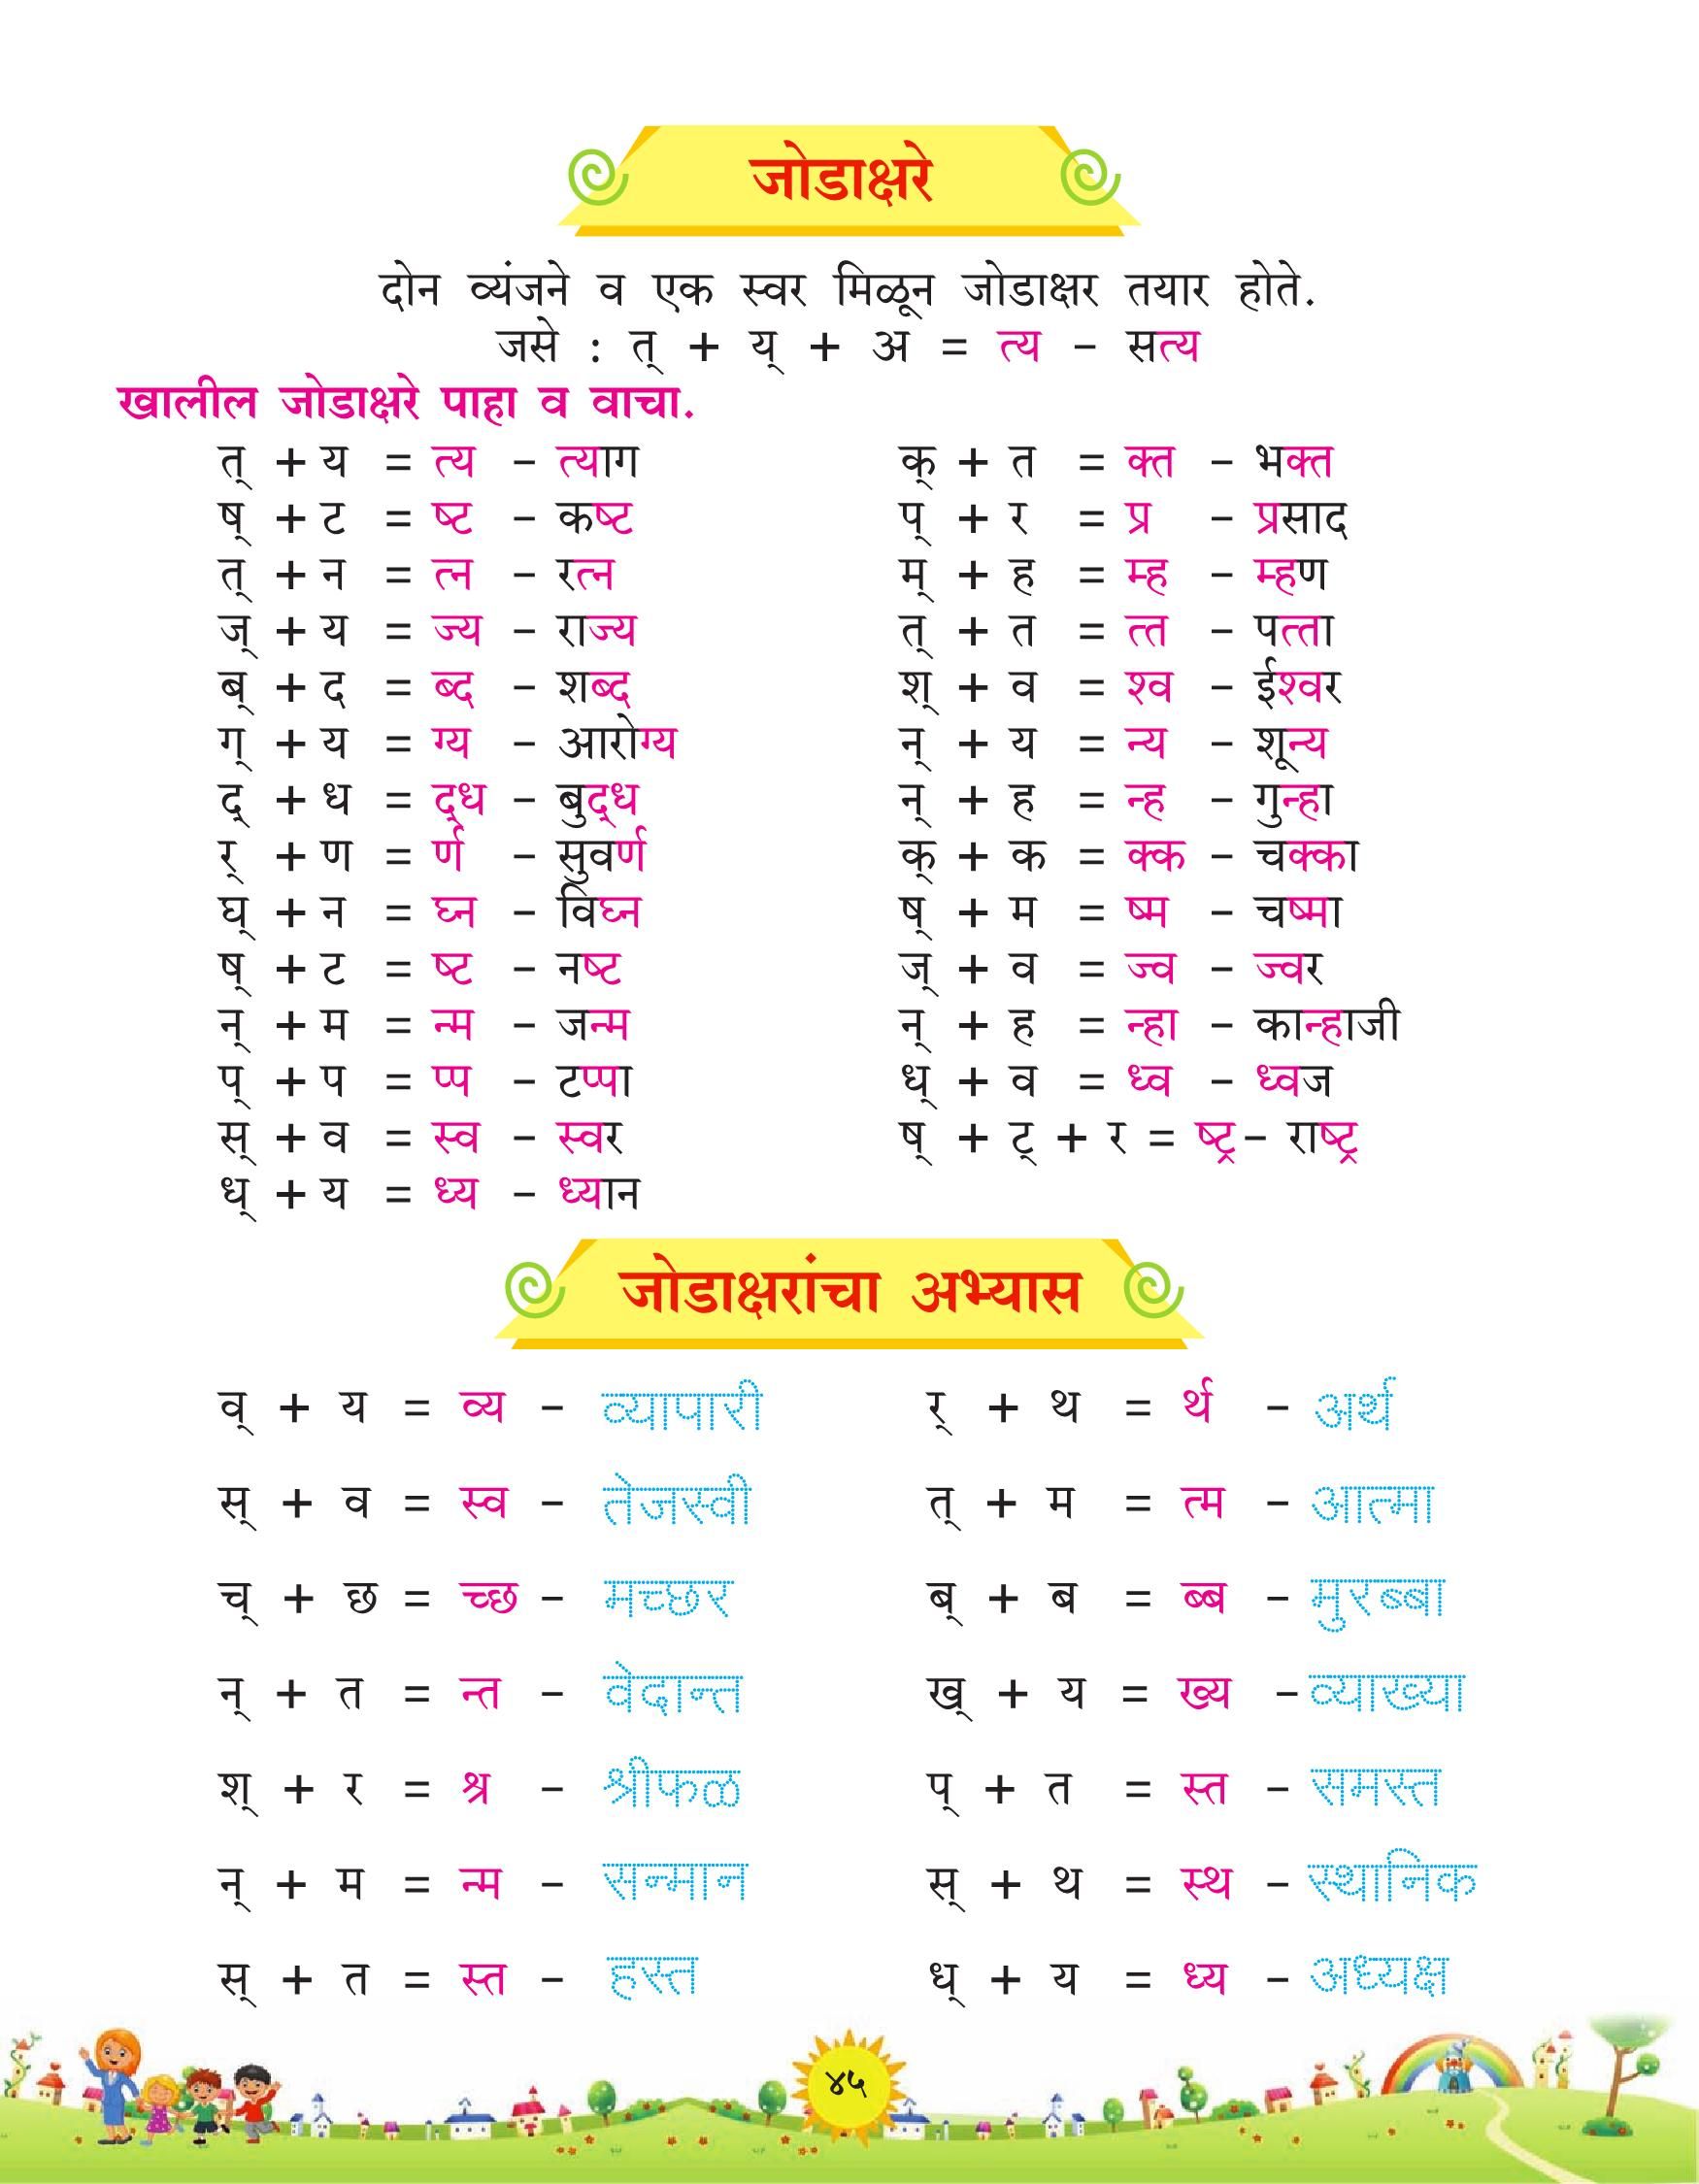 जोडाक्षरे
दोन व्यंजने व एक स्वर मिळून जोडाक्षर तयार होते.
जसे : त् + य् + अ = त्य - सत्य
खालील जोडाक्षरे पाहा व वाचा.
त् + य = त्य - त्याग
ष् + ट = ष्ट - कष्ट
त् + न = त्न - रत्न
ज् + य = ज्य - राज्य
ब् + द = ब्द - शब्द
ग् + य = ग्य - आरोग्य
द् + ध = द्‌ध - बुद्‌ध
र् + ण = र्ण - सुवर्ण
घ् + न = घ्न - विघ्न
ष् + ट = ष्ट - नष्ट
न् + म = न्म - जन्म
प् + प = प्प - टप्पा
स् + व = स्व - स्वर
ध् + य = ध्य - ध्यान
क् + त = क्त - भक्त
प् + र = प्र - प्रसाद
म् + ह = म्ह - म्हण
त् + त = त्त - पत्ता
श् + व = श्व - ईश्वर
न् + य = न्य - शून्य
न् + ह = न्ह - गुन्हा
क् + क = क्क - चक्का
ष् + म = ष्म - चष्मा
ज् + व = ज्व - ज्वर
न् + ह = न्हा - कान्हाजी
ध् + व = ध्व - ध्वज
ष् + ट् + र = ष्ट्र - राष्ट्र
जोडाक्षरांचा अभ्यास
व् + य = व्य - व्यापारी
स् + व = स्व - तेजस्वी
च् + छ = च्छ - मच्छर
न् + त = न्त - वेदान्त
श् + र = श्र - श्रीफळ
न् + म = न्म - सन्मान
स् + त = स्त - हस्त
र् + थ = र्थ - अर्थ
त् + म = त्म - आत्मा
ब् + ब = ब्ब - मुरब्बा
ख् + य = ख्य - व्याख्या
प् + त = स्त - समस्त
स् + थ = स्थ - स्थानिक
ध् + य = ध्य - अध्यक्ष
४५